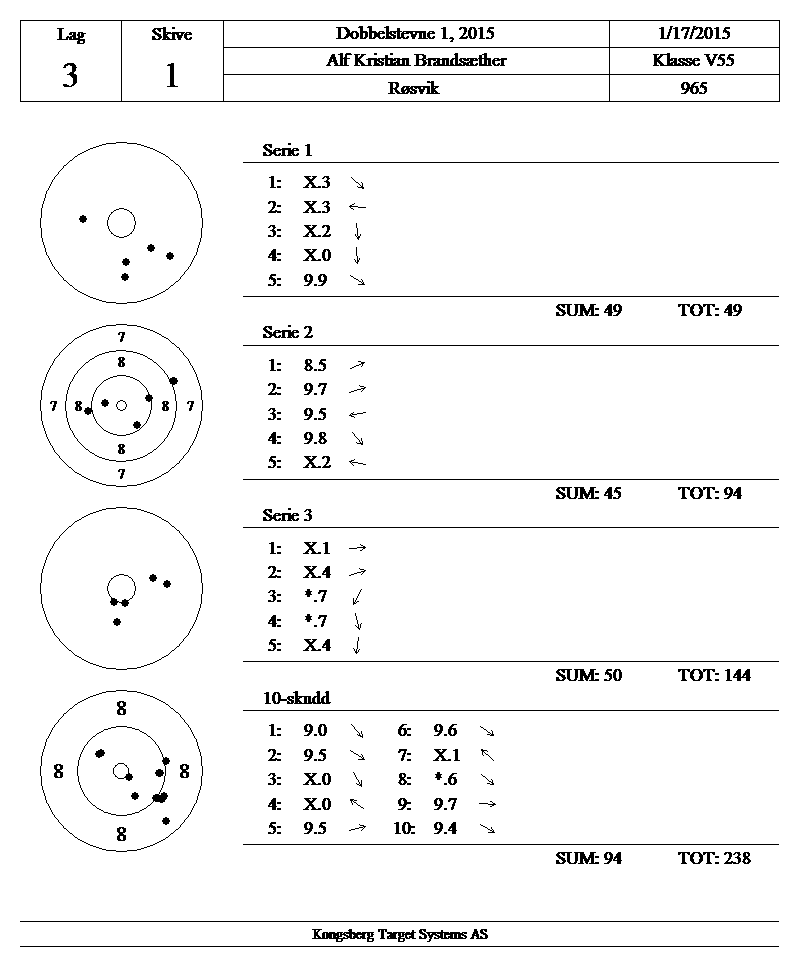 Lag Skive Dobbelstevne 1, 2015 1/17/2015
3 1 Alf Kristian Brandsæther Klasse V55
Røsvik 965
Serie 1
1: X.3
2: X.3
3: X.2
4: X.0
5: 9.9
SUM: 49 TOT: 49
Serie 2
7
8
7 8 8 7
8
7
1: 8.5
2: 9.7
3: 9.5
4: 9.8
5: X.2
SUM: 45 TOT: 94
Serie 3
1: X.1
2: X.4
3: *.7
4: *.7
5: X.4
SUM: 50 TOT: 144
10-skudd
8
8 8
8
1: 9.0 6: 9.6
2: 9.5 7: X.1
3: X.0 8: *.6
4: X.0 9: 9.7
5: 9.5 10: 9.4
SUM: 94 TOT: 238
Kongsberg Target Systems AS